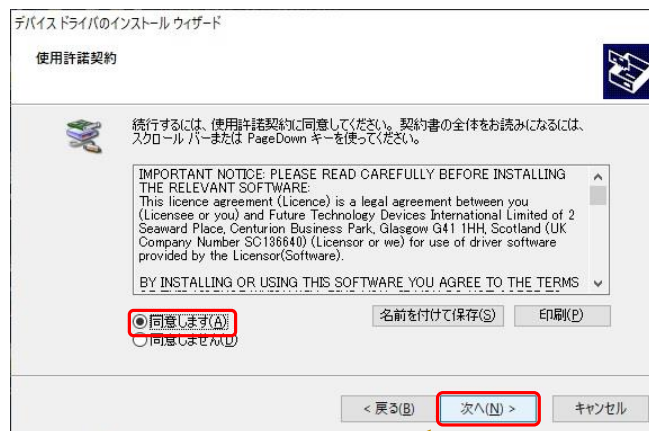 デバイス ドライバのインストール ウィザード
使用許諾契約
続行するには、使用許諾契約に同意してください。契約書の全体をお読みになるには、
スクロール バーまたは PageDown キーを使ってください。
IMPORTANT NOTICE: PLEASE READ CAREFULLY BEFORE INSTALLING
THE RELEVANT SOFTWARE:
This licence agreement (Licence) is a legal agreement between you
(Licensee or you) and Future Technology Devices International Limited of 2
Seaward Place, Centurion Business Park, Glasgow G41 1HH, Scotland (UK
Company Number SC136640) (Licensor or we) for use of driver software
provided by the Licensor(Software).
BY INSTALLING OR USING THIS SOFTWARE YOU AGREE TO THE TERMS
同意します(A)
名前を付けて保存(S)
印刷(P)
同意しません(D)
< 戻る(B)
次へ(N) >
キャンセル